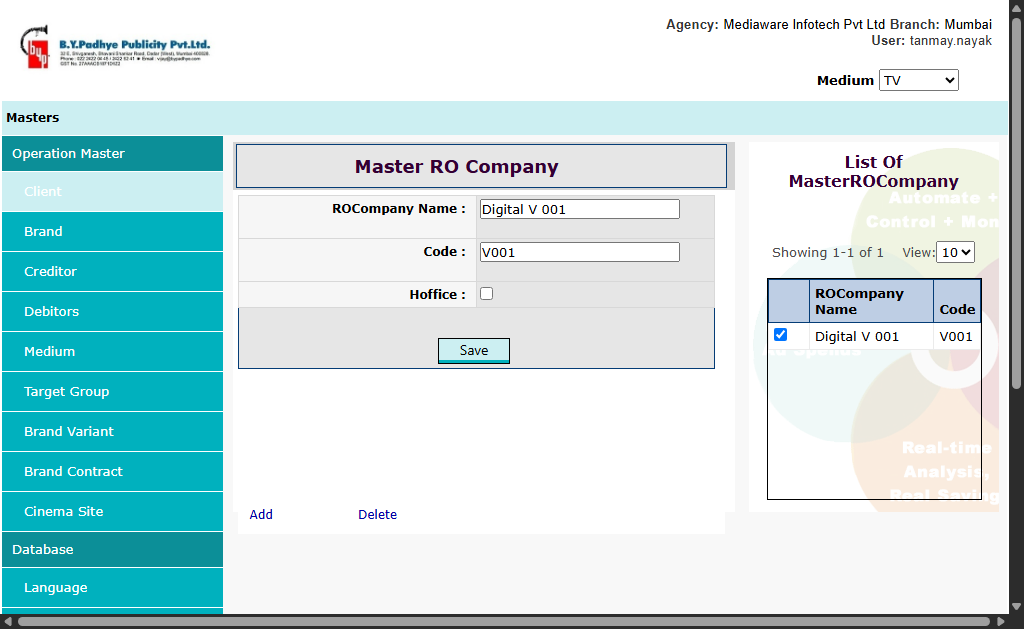 B.Y.Padhye Publicity Pvt.Ltd.
Agency: Mediaware Infotech Pvt Ltd Branch: Mumbai
User: tanmay.nayak
Medium TV
Masters
Operation Master
Client
Brand
Creditor
Debitors
Medium
Target Group
Brand Variant
Brand Contract
Cinema Site
Database
Language
Master RO Company
ROCompany Name : Digital V 001
Code : V001
Hoffice :
Save
Add Delete
List Of
MasterROCompany
Automate +
Control + Mon
Showing 1-1 of 1 View: 10
ROCompany
Name Code
Digital V 001 V001
Real-time
Analysis,
Real Saving